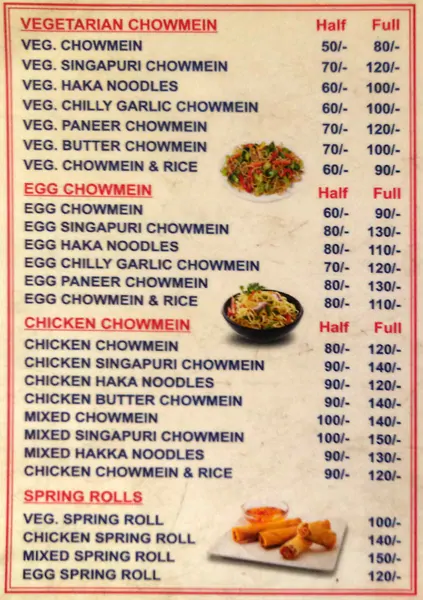 VEGETARIAN CHOWMEIN Half Full
VEG. CHOWMEIN 50/- 80/-
VEG. SINGAPURI CHOWMEIN 70/- 120/-
VEG. HAKA NOODLES 60/- 100/-
VEG. CHILLY GARLIC CHOWMEIN 60/- 100/-
VEG. PANEER CHOWMEIN 70/- 120/-
VEG. BUTTER CHOWMEIN 70/- 100/-
VEG. CHOWMEIN & RICE 60/- 90/-
EGG CHOWMEIN Half Full
EGG CHOWMEIN 60/- 90/-
EGG SINGAPURI CHOWMEIN 80/- 130/-
EGG HAKA NOODLES 80/- 110/-
EGG CHILLY GARLIC CHOWMEIN 70/- 120/-
EGG PANEER CHOWMEIN 80/- 130/-
EGG CHOWMEIN & RICE 80/- 110/-
CHICKEN CHOWMEIN Half Full
CHICKEN CHOWMEIN 80/- 120/-
CHICKEN SINGAPURI CHOWMEIN 90/- 140/-
CHICKEN HAKA NOODLES 90/- 120/-
CHICKEN BUTTER CHOWMEIN 90/- 140/-
MIXED CHOWMEIN 100/- 140/-
MIXED SINGAPURI CHOWMEIN 100/- 150/-
MIXED HAKKA NOODLES 90/- 130/-
CHICKEN CHOWMEIN & RICE 90/- 120/-
SPRING ROLLS
VEG. SPRING ROLL 100/-
CHICKEN SPRING ROLL 140/-
MIXED SPRING ROLL 150/-
EGG SPRING ROLL 120/-